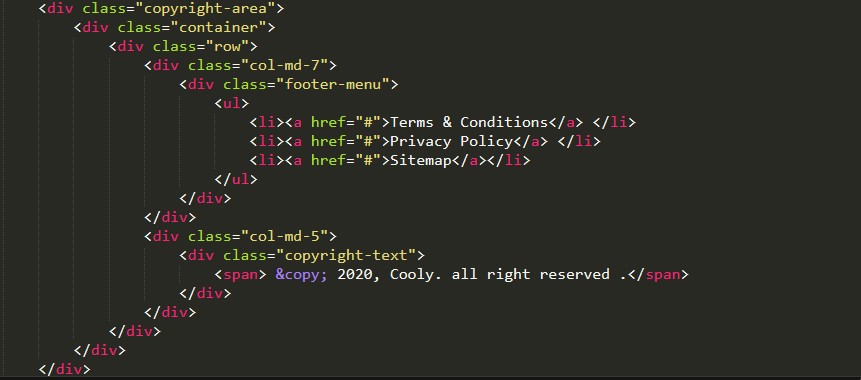 <div class="copyright-area">
<div class="container">
<div class="row">
<div class="col-md-7">
<div class="footer-menu">
<ul>
<li><a href="#">Terms & Conditions</a> </li>
<li><a href="#">Privacy Policy</a> </li>
<li><a href="#">Sitemap</a></li>
</ul>
</div>
</div>
<div class="col-md-5">
<div class="copyright-text">
<span> &copy; 2020, Cooly. all right reserved .</span>
</div>
</div>
</div>
</div>
</div>